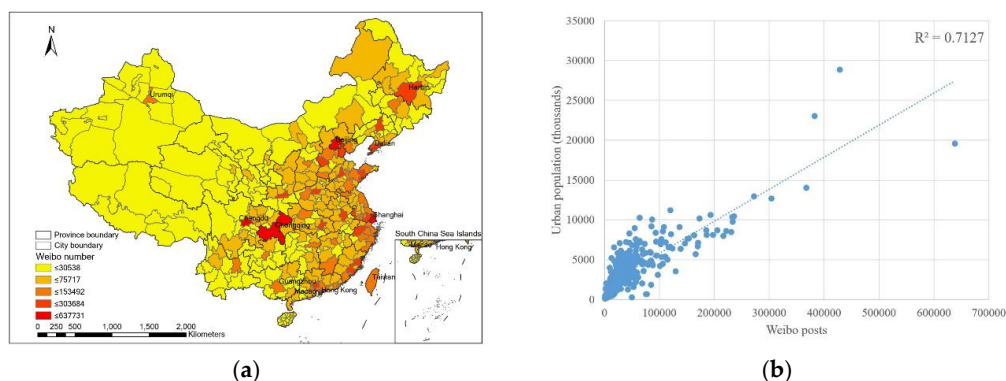 N
Urumqi
Harbin
Beijing
Dalian
Chengdu
Chongqing
Shanghai
Guangzhou
Macao
Hong Kong
Taiwan
South China Sea Islands
Hong Kong
Province boundary
City boundary
Weibo number
≤30538
≤75717
≤153492
≤303684
≤637731
0 250 500 1,000 1,500 2,000
Kilometers
(a)
35000
30000
25000
20000
15000
10000
5000
0
Urban population (thousands)
R² = 0.7127
0 100000 200000 300000 400000 500000 600000 700000
Weibo posts
(b)